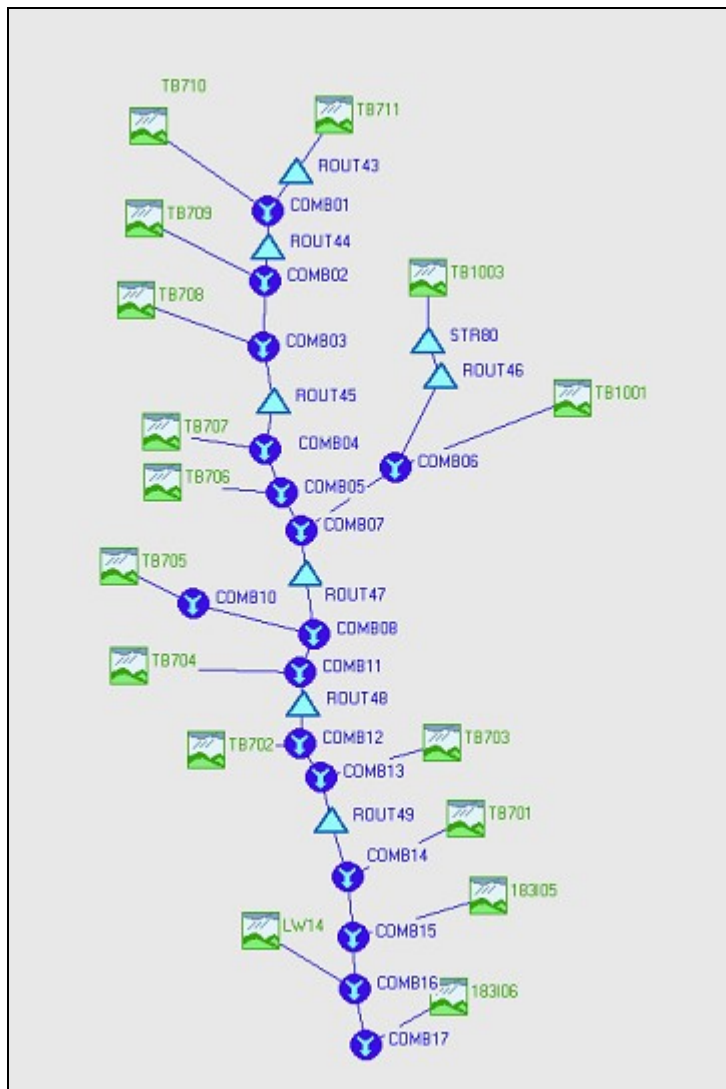 TB710
TB711
ROUT43
COMB01
TB709
ROUT44
COMB02
TB1003
TB708
COMB03
STR80
ROUT46
ROUT45
TB1001
TB707
COMB04
COMB06
TB706
COMB05
COMB07
TB705
ROUT47
COMB10
COMB08
TB704
COMB11
ROUT48
TB702
COMB12
TB703
COMB13
ROUT49
TB701
COMB14
183I05
LW14
COMB15
COMB16
183I06
COMB17